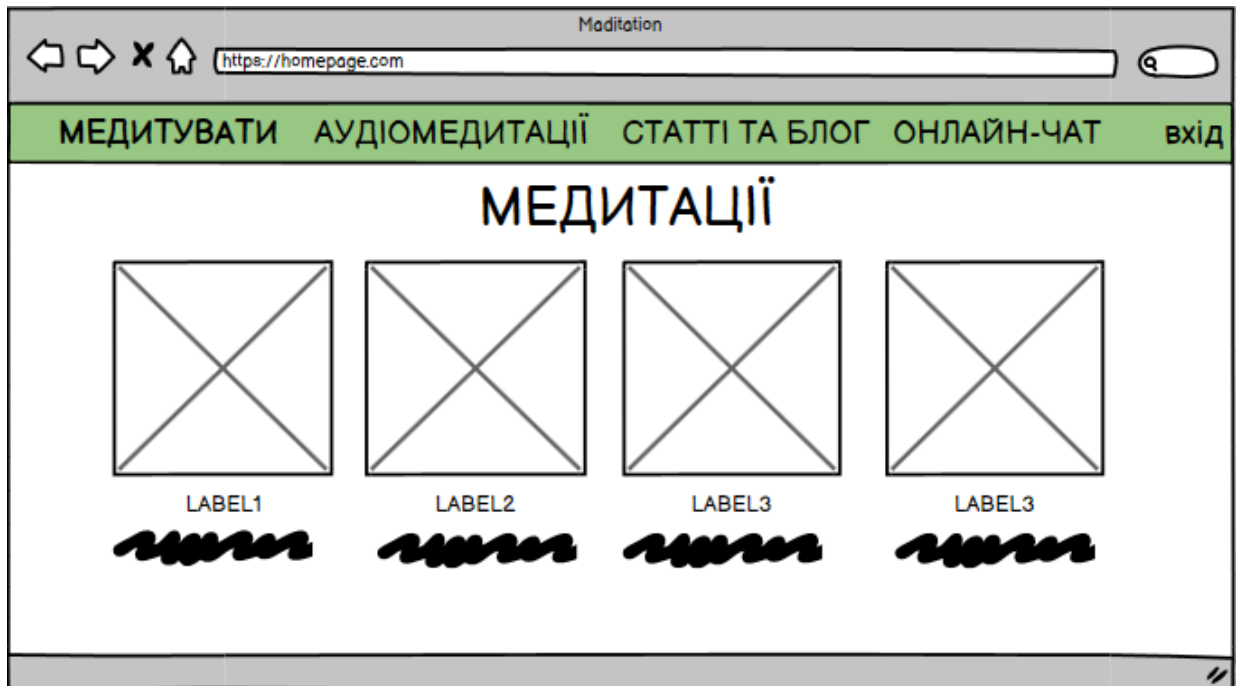 Maditation
https://homepage.com
МЕДИТУВАТИ АУДІОМЕДИТАЦІЇ СТАТТІ ТА БЛОГ ОНЛАЙН-ЧАТ ВХІД
МЕДИТАЦІЇ
LABEL1 LABEL2 LABEL3 LABEL3